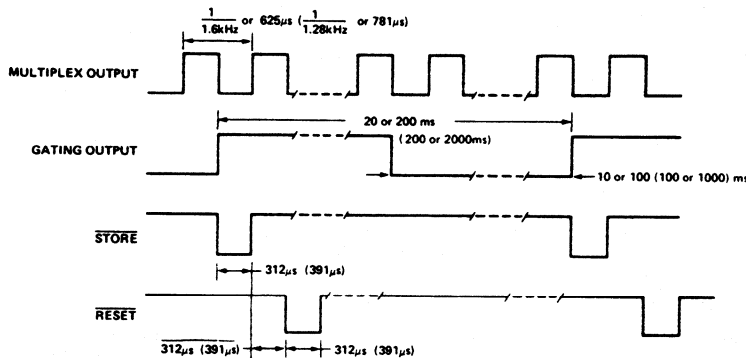 1/1.6kHz or 625µs (1/1.28kHz or 781µs)
MULTIPLEX OUTPUT
20 or 200 ms
(200 or 2000ms)
GATING OUTPUT
10 or 100 (100 or 1000) ms
STORE
312µs (391µs)
RESET
312µs (391µs)
312µs (391µs)